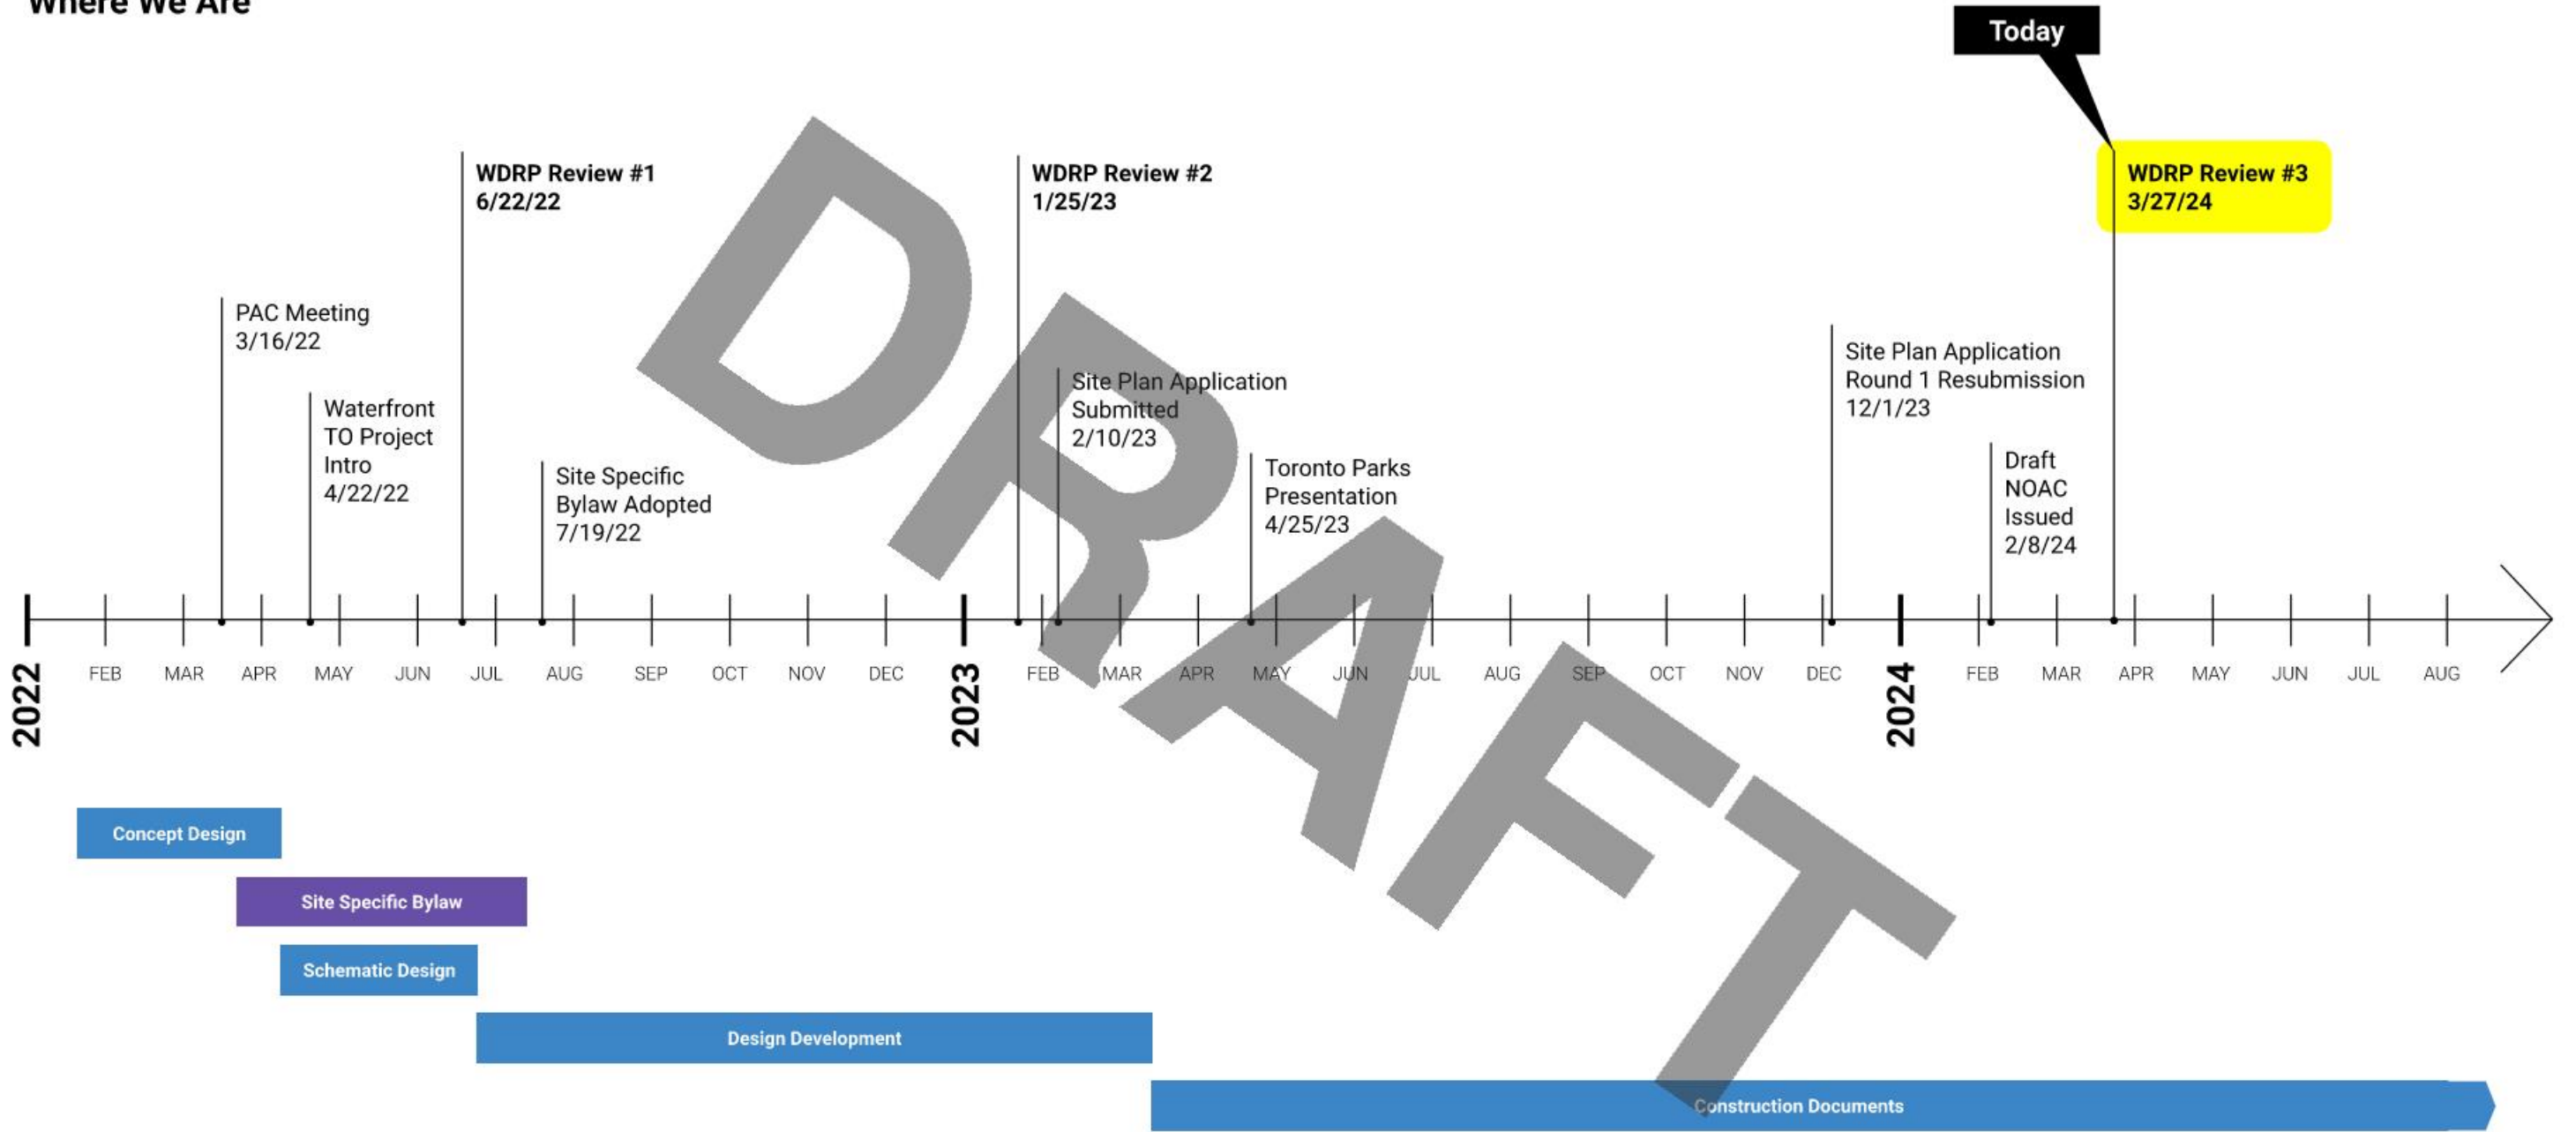 Where We Are
Today
WDRP Review #1
6/22/22
WDRP Review #2
1/25/23
WDRP Review #3
3/27/24
PAC Meeting
3/16/22
Waterfront
TO Project
Intro
4/22/22
Site Specific
Bylaw Adopted
7/19/22
Site Plan Application
Submitted
2/10/23
Toronto Parks
Presentation
4/25/23
Site Plan Application
Round 1 Resubmission
12/1/23
Draft
NOAC
Issued
2/8/24
2022 FEB MAR APR MAY JUN JUL AUG SEP OCT NOV DEC 2023 FEB MAR APR MAY JUN JUL AUG SEP OCT NOV DEC 2024 FEB MAR APR MAY JUN JUL AUG
Concept Design
Site Specific Bylaw
Schematic Design
Design Development
Construction Documents
DRAFT